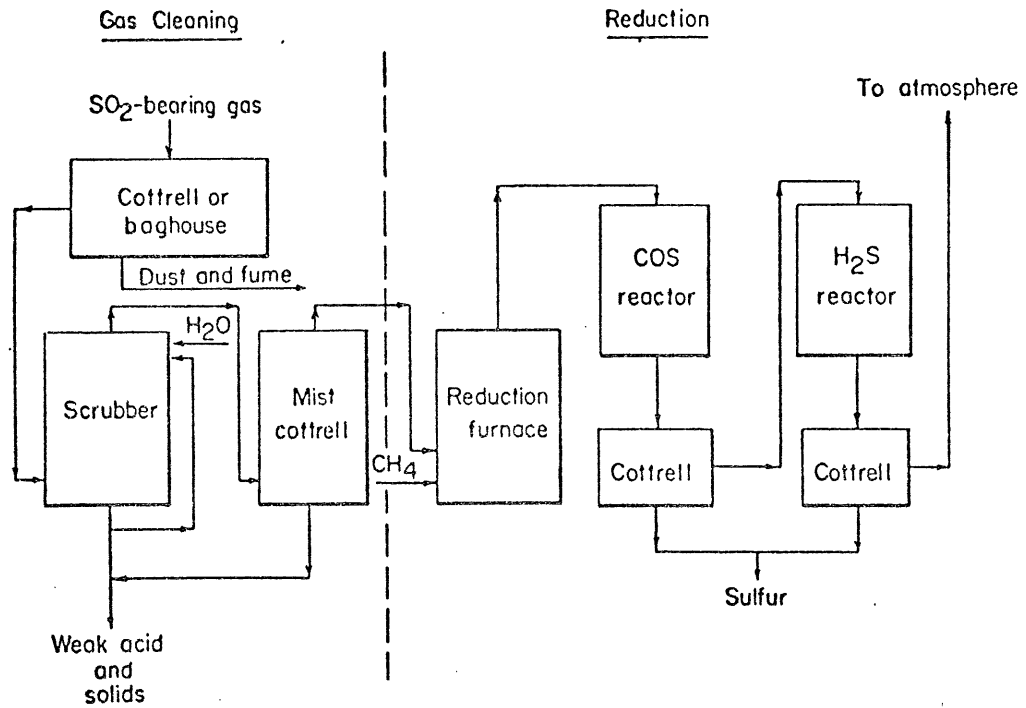 Gas Cleaning
Reduction
To atmosphere
SO2-bearing gas
Cottrell or
baghouse
Dust and fume
H2O
Scrubber
Mist
cottrell
CH4
Reduction
furnace
COS
reactor
H2S
reactor
Cottrell
Cottrell
Sulfur
Weak acid
and
solids